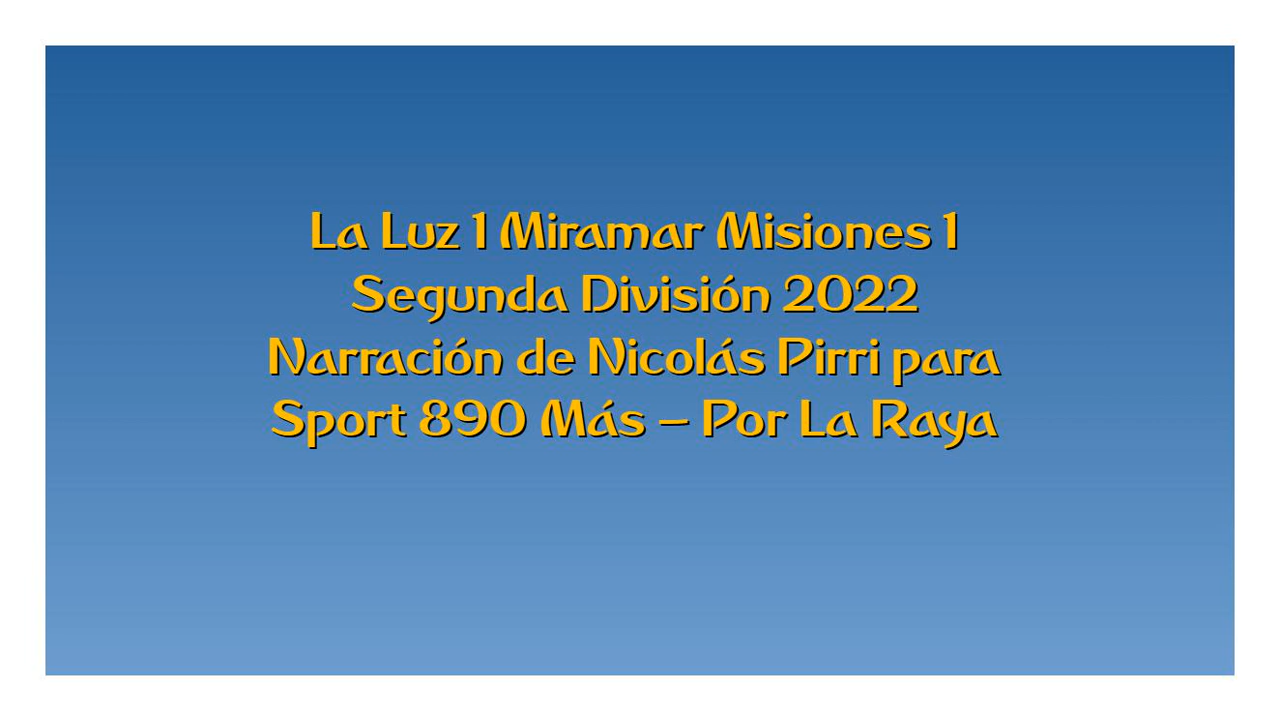 La Luz 1 Miramar Misiones 1
Segunda División 2022
Narración de Nicolás Pirri para
Sport 890 Más – Por La Raya